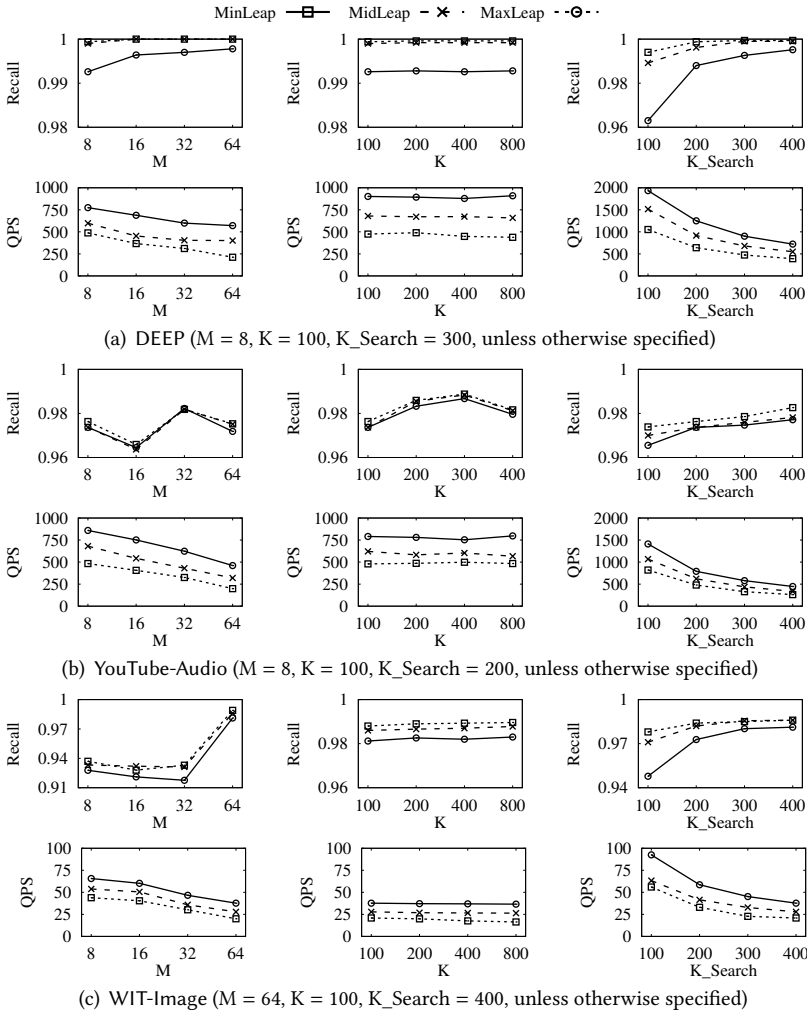 MinLeap MidLeap MaxLeap
1 0.99 0.98 Recall 8 16 32 64 M
1 0.99 0.98 Recall 100 200 400 800 K
1 0.98 0.96 Recall 100 200 300 400 K_Search
1000 750 500 250 0 QPS 8 16 32 64 M
1000 750 500 250 0 QPS 100 200 400 800 K
2000 1500 1000 500 0 QPS 100 200 300 400 K_Search
(a) DEEP (M = 8, K = 100, K_Search = 300, unless otherwise specified)
1 0.98 0.96 Recall 8 16 32 64 M
1 0.98 0.96 Recall 100 200 300 400 K
1 0.98 0.96 Recall 100 200 300 400 K_Search
1000 750 500 250 0 QPS 8 16 32 64 M
1000 750 500 250 0 QPS 100 200 400 800 K
2000 1500 1000 500 0 QPS 100 200 300 400 K_Search
(b) YouTube-Audio (M = 8, K = 100, K_Search = 200, unless otherwise specified)
1 0.97 0.94 0.91 Recall 8 16 32 64 M
1 0.98 0.96 Recall 100 200 400 800 K
1 0.97 0.94 Recall 100 200 300 400 K_Search
100 75 50 25 0 QPS 8 16 32 64 M
100 75 50 25 0 QPS 100 200 400 800 K
100 75 50 25 0 QPS 100 200 300 400 K_Search
(c) WIT-Image (M = 64, K = 100, K_Search = 400, unless otherwise specified)